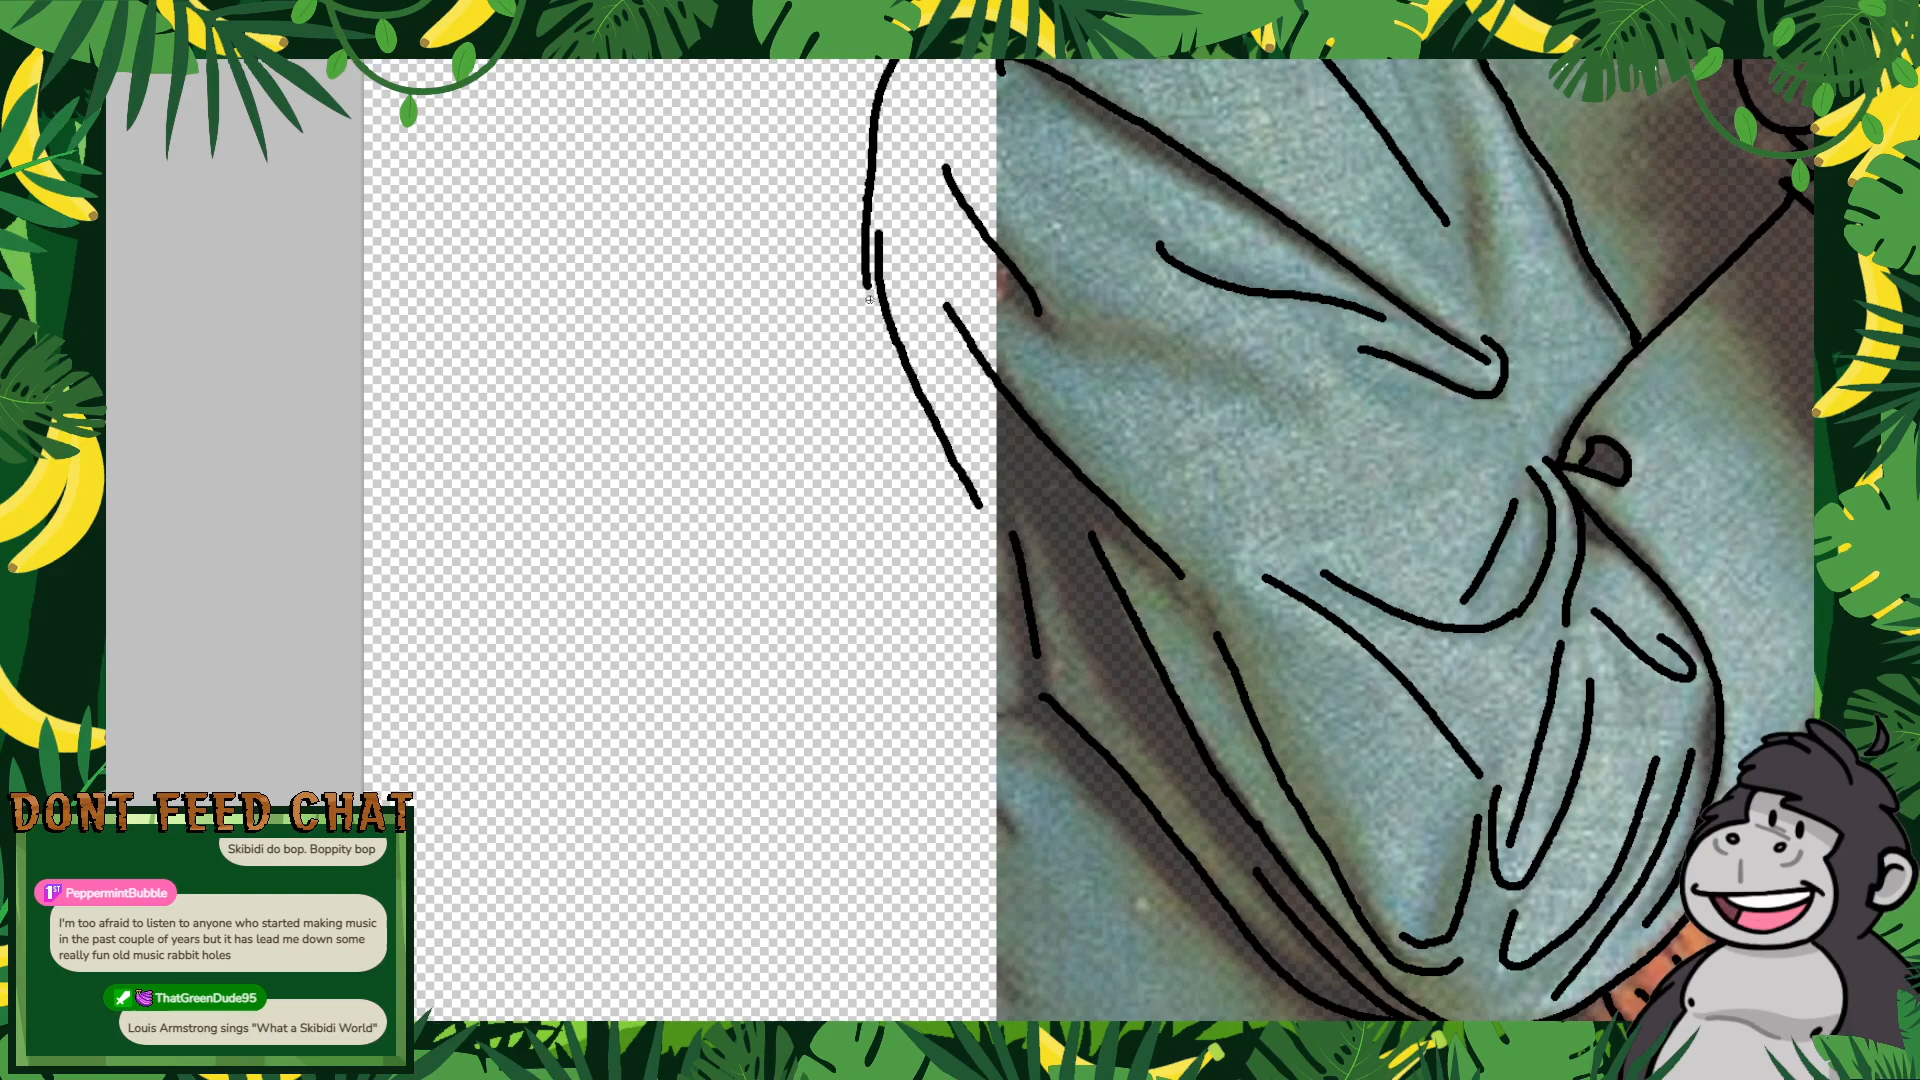 DONT FEED CHAT
Skibidi do bop. Boppity bop
1ST PeppermintBubble
I'm too afraid to listen to anyone who started making music
in the past couple of years but it has lead me down some
really fun old music rabbit holes
ThatGreenDude95
Louis Armstrong sings "What a Skibidi World"